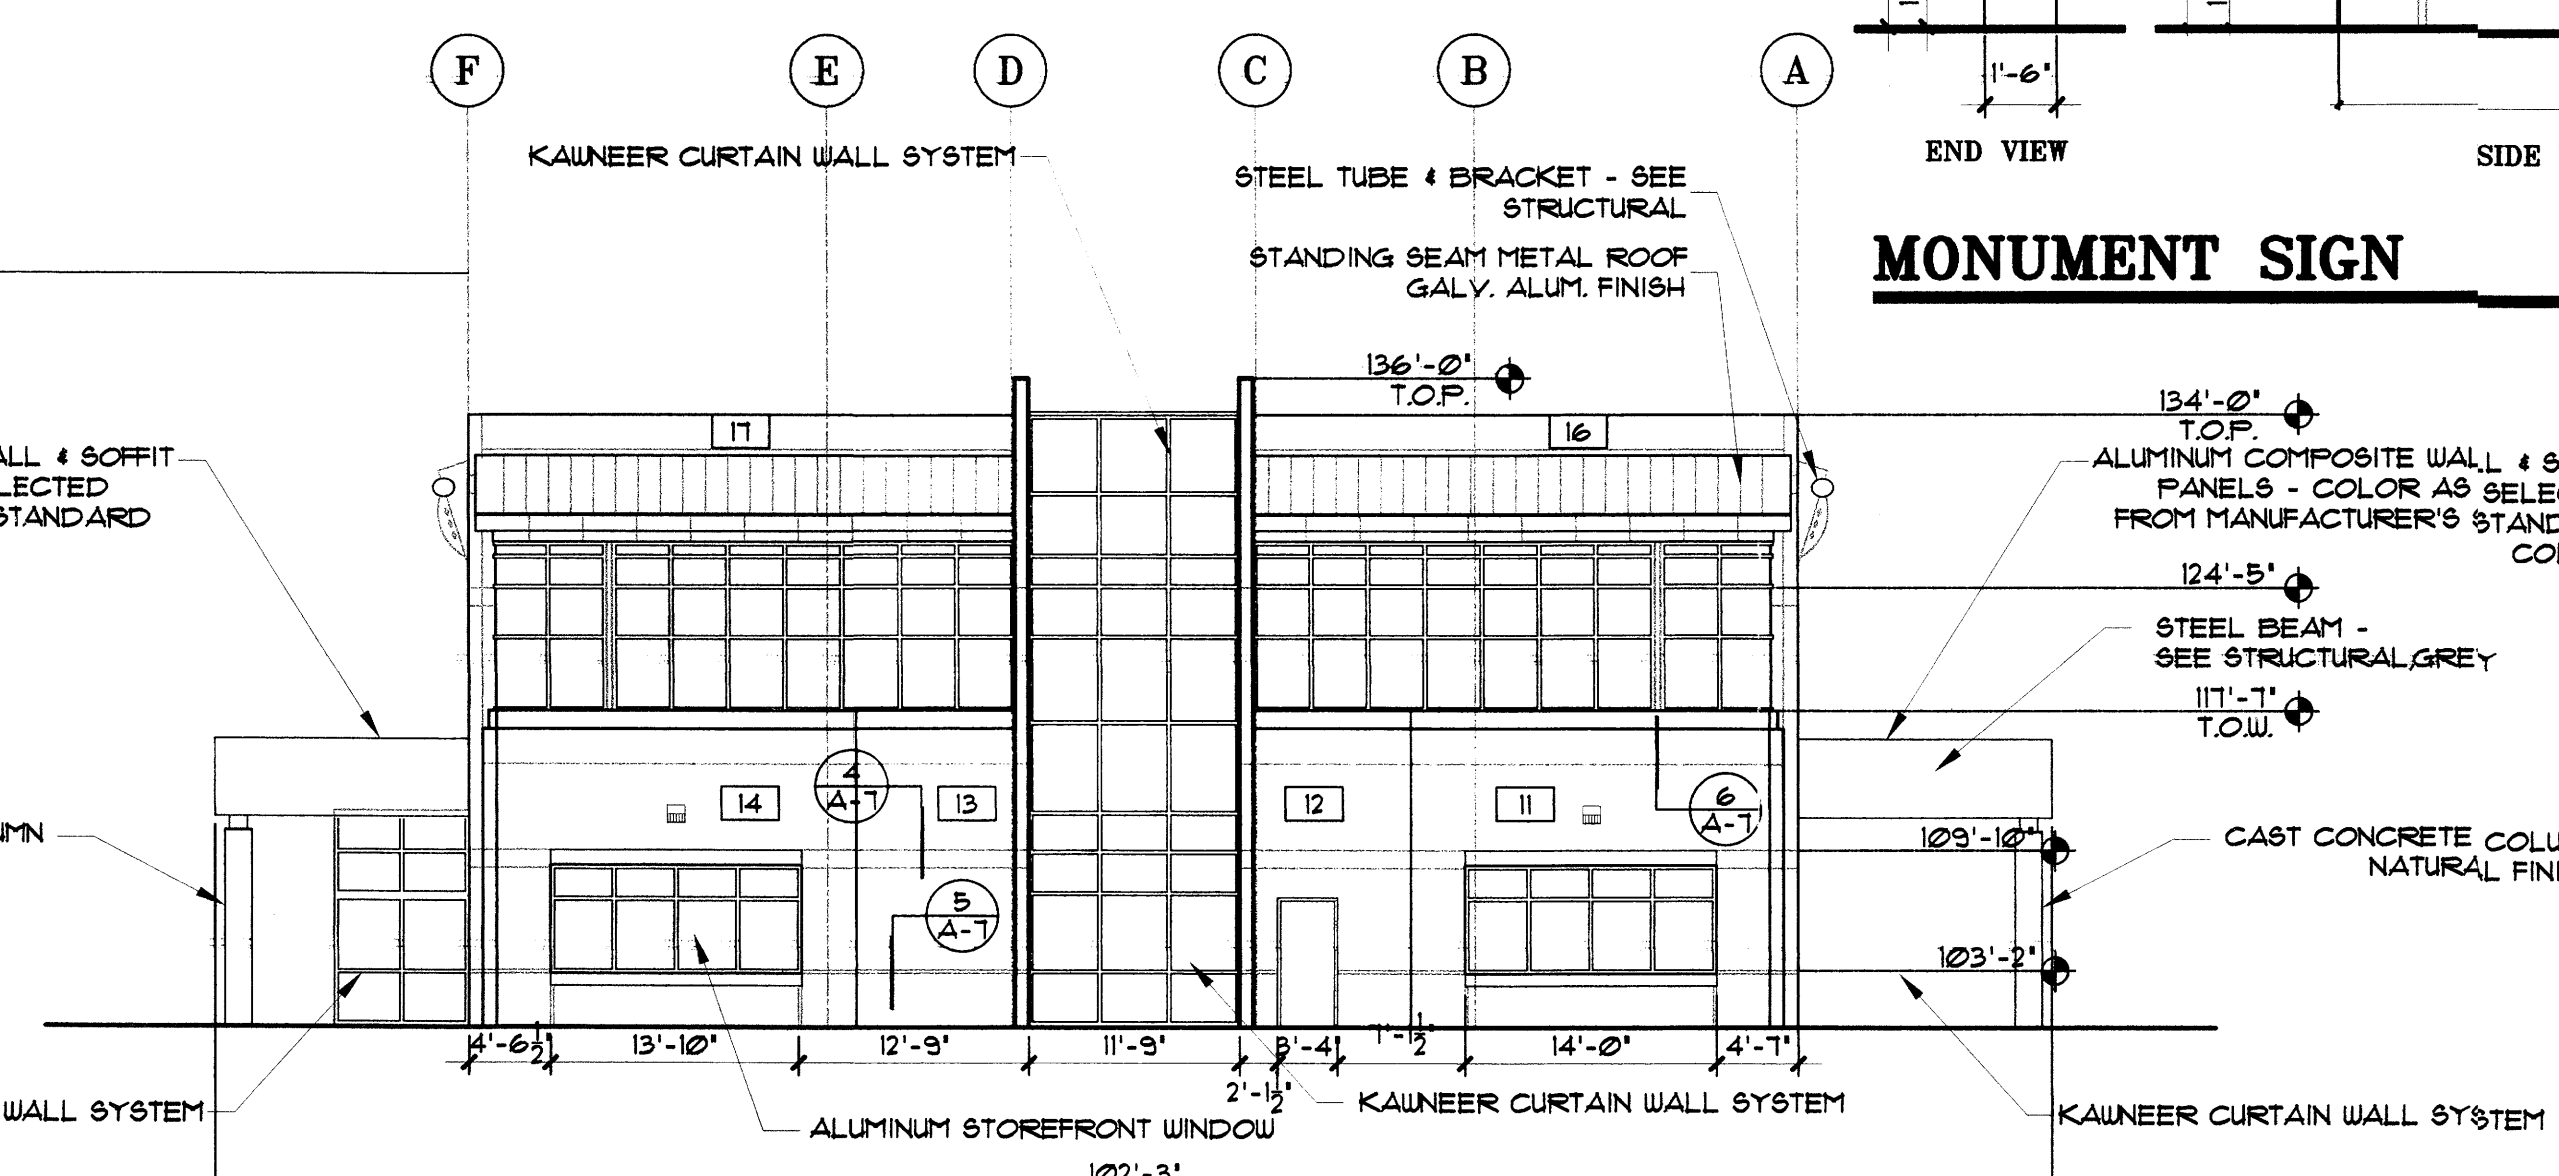 F
E
D
C
B
A
1'-6"
END VIEW
SIDE
KAWNEER CURTAIN WALL SYSTEM
STEEL TUBE & BRACKET - SEE
STRUCTURAL
STANDING SEAM METAL ROOF
GALV. ALUM. FINISH
MONUMENT SIGN
136'-0"
T.O.P.
134'-0"
T.O.P.
17
16
ALL & SOFFIT
LECTED
STANDARD
ALUMINUM COMPOSITE WALL & S
PANELS - COLOR AS SELEC
FROM MANUFACTURER'S STAND
COL
124'-5"
STEEL BEAM -
SEE STRUCTURAL,GREY
117'-7"
T.O.W.
4
A-7
14
13
12
11
6
A-7
UMN
109'-10"
CAST CONCRETE COLU
NATURAL FINI
5
A-7
103'-2"
4'-6½"
13'-10"
12'-9"
11'-9"
3'-4"
14'-0"
4'-7"
2'-1½"
WALL SYSTEM
KAWNEER CURTAIN WALL SYSTEM
KAWNEER CURTAIN WALL SYSTEM
ALUMINUM STOREFRONT WINDOW
102'-3"